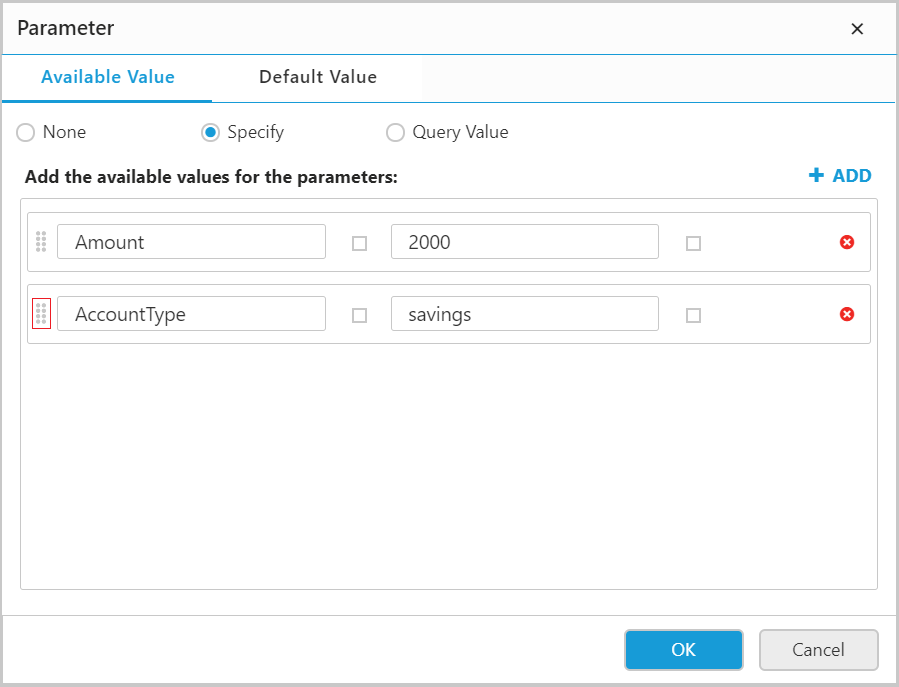 Parameter
Available Value Default Value
None Specify Query Value
Add the available values for the parameters: ADD
Amount 2000
AccountType savings
OK Cancel